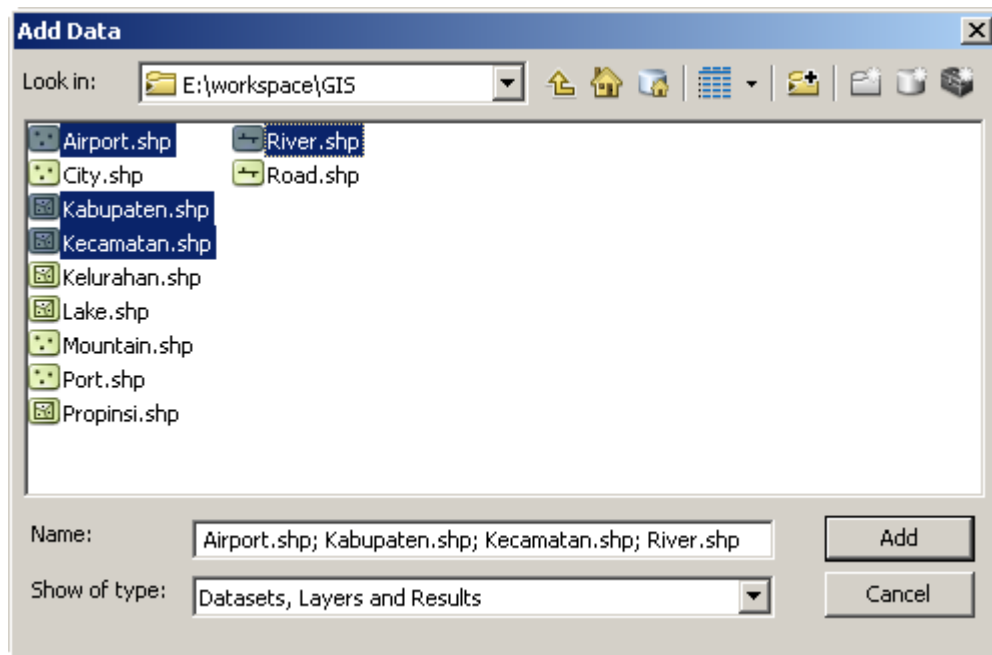 Add Data
Look in:
E:\workspace\GIS
Airport.shp
City.shp
Kabupaten.shp
Kecamatan.shp
Kelurahan.shp
Lake.shp
Mountain.shp
Port.shp
Propinsi.shp
River.shp
Road.shp
Name:
Airport.shp; Kabupaten.shp; Kecamatan.shp; River.shp
Add
Show of type:
Datasets, Layers and Results
Cancel